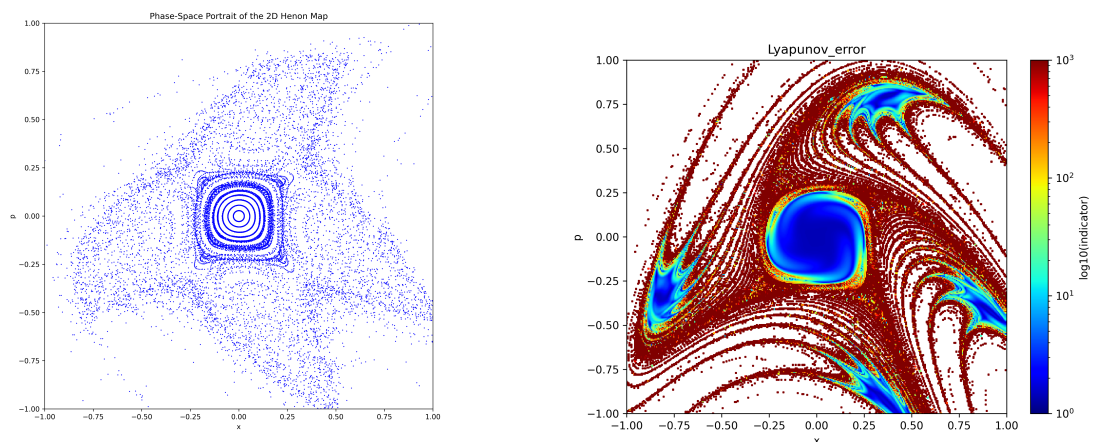 Phase-Space Portrait of the 2D Henon Map
1.00
0.75
0.50
0.25
0.00
−0.25
−0.50
−0.75
−1.00
p
−1.00 −0.75 −0.50 −0.25 0.00 0.25 0.50 0.75 1.00
x
Lyapunov_error
1.00
0.75
0.50
0.25
0.00
−0.25
−0.50
−0.75
−1.00
p
−1.00 −0.75 −0.50 −0.25 0.00 0.25 0.50 0.75 1.00
x
10³
10²
10¹
10⁰
log10(indicator)